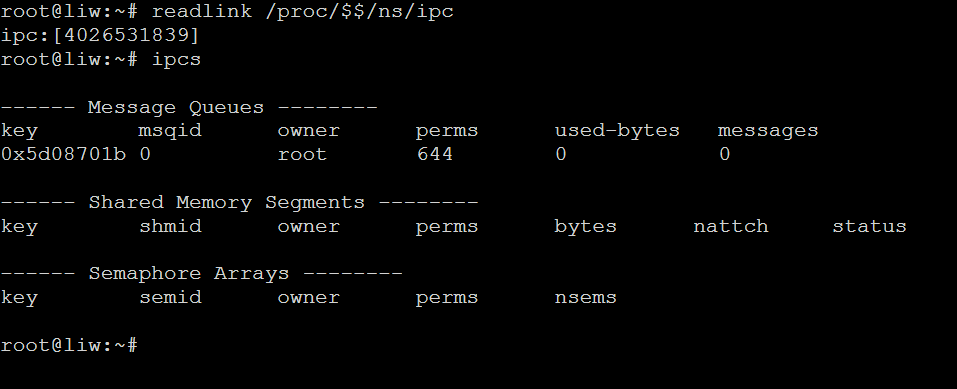 root@liw:~# readlink /proc/$$/ns/ipc
ipc:[4026531839]
root@liw:~# ipcs
------ Message Queues --------
key        msqid      owner      perms      used-bytes   messages
0x5d08701b 0          root       644        0            0
------ Shared Memory Segments --------
key        shmid      owner      perms      bytes      nattch     status
------ Semaphore Arrays --------
key        semid      owner      perms      nsems
root@liw:~#